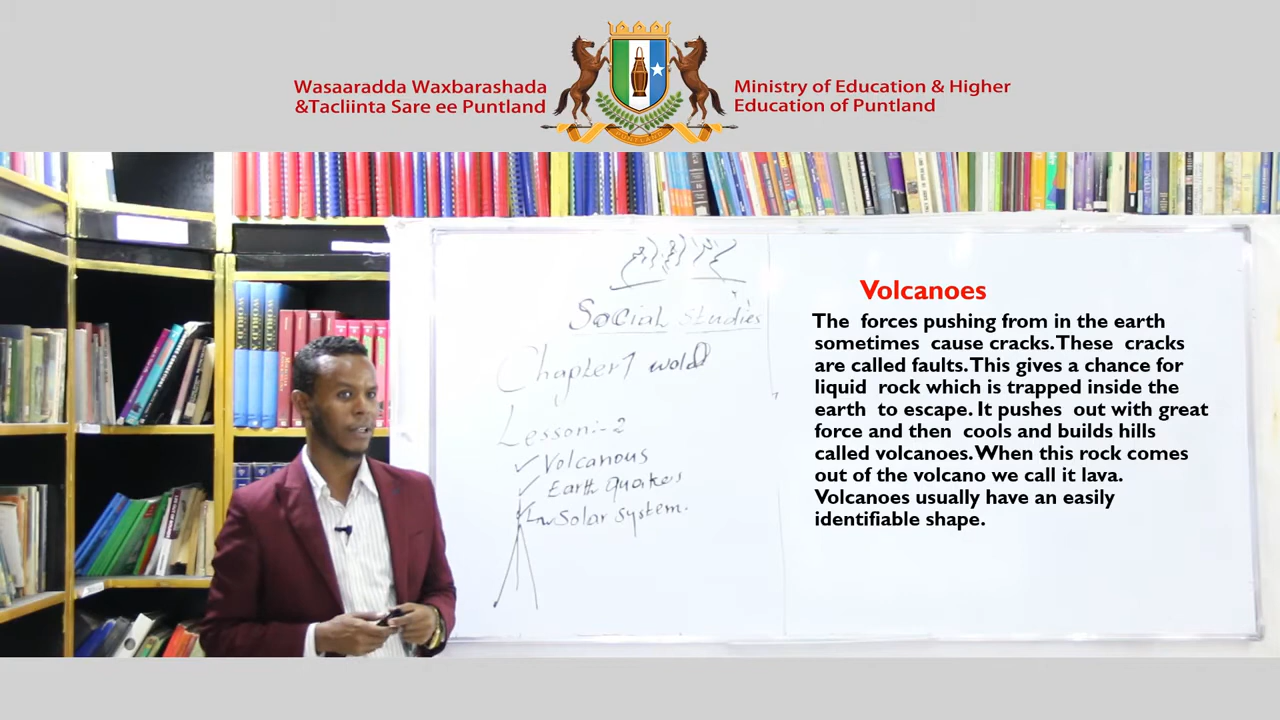 Wasaaradda Waxbarashada
&Tacliinta Sare ee Puntland
Ministry of Education & Higher
Education of Puntland
Social Studies
Chapter 1 wold
Lesson:- 2
Volcanous
Earth quakes
Solar System.
Volcanoes
The forces pushing from in the earth
sometimes cause cracks. These cracks
are called faults. This gives a chance for
liquid rock which is trapped inside the
earth to escape. It pushes out with great
force and then cools and builds hills
called volcanoes. When this rock comes
out of the volcano we call it lava.
Volcanoes usually have an easily
identifiable shape.